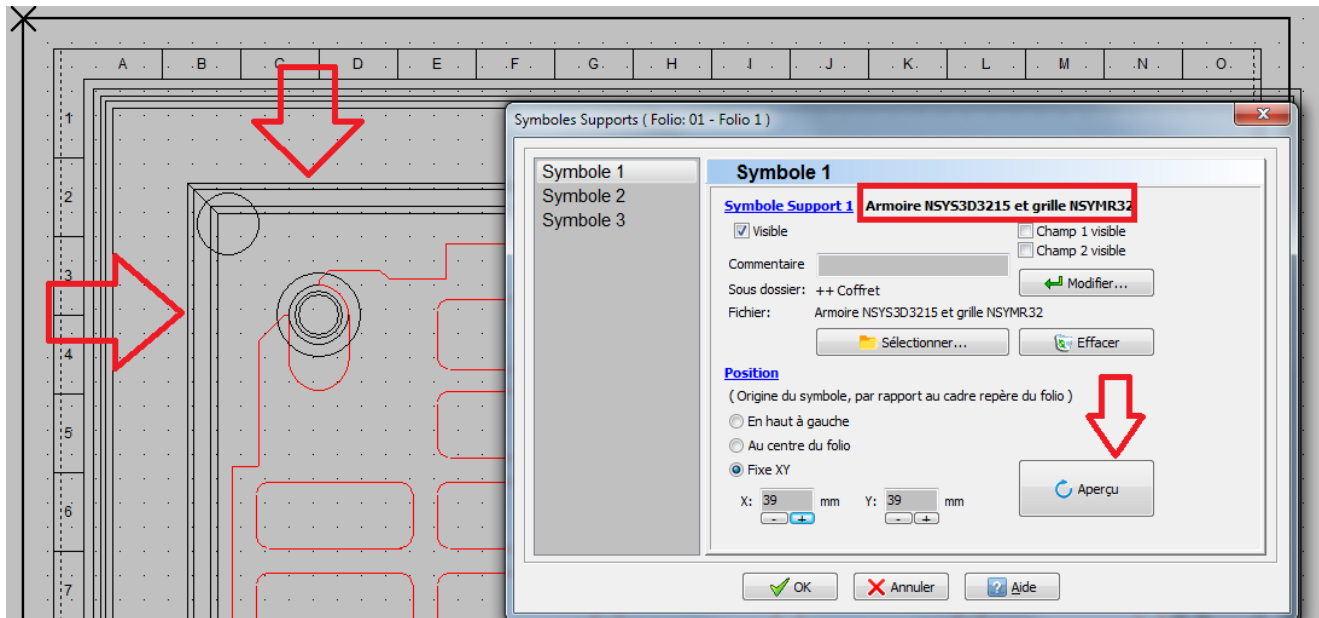 A B C D E F G H I J K L M N O
1
2
3
4
5
6
7
Symboles Supports ( Folio: 01 - Folio 1 )
Symbole 1
Symbole 2
Symbole 3
Symbole 1
Symbole Support 1 Armoire NSYS3D3215 et grille NSYMR32
Visible
Champ 1 visible
Champ 2 visible
Commentaire
Sous dossier: ++ Coffret
Modifier...
Fichier: Armoire NSYS3D3215 et grille NSYMR32
Sélectionner...
Effacer
Position
( Origine du symbole, par rapport au cadre repère du folio )
En haut à gauche
Au centre du folio
Fixe XY
X: 39 mm Y: 39 mm
- + - +
Aperçu
OK Annuler Aide